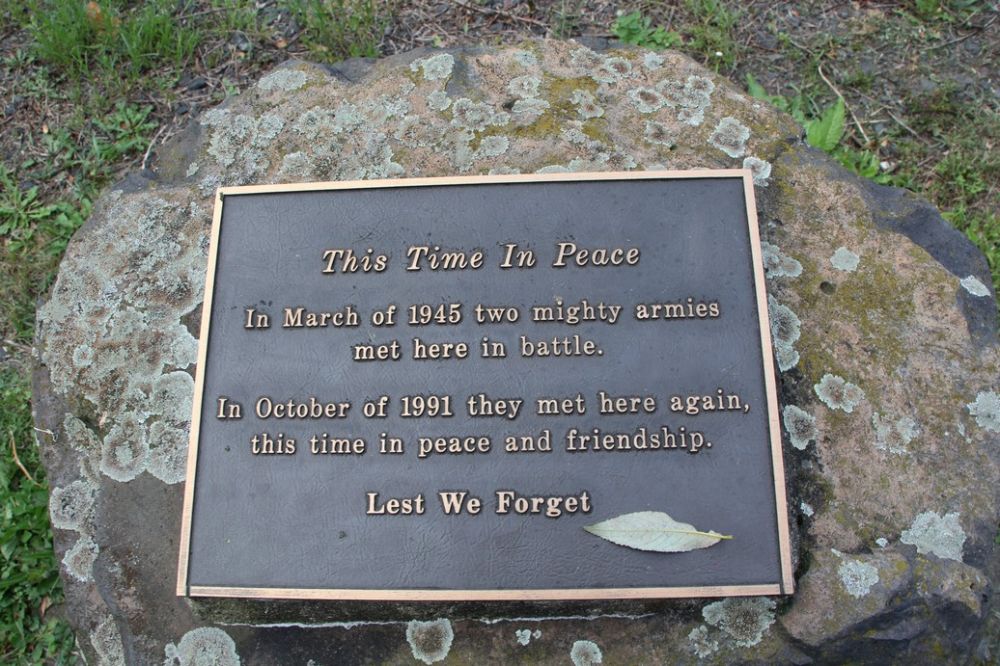 This Time In Peace
In March of 1945 two mighty armies
met here in battle.
In October of 1991 they met here again,
this time in peace and friendship.
Lest We Forget